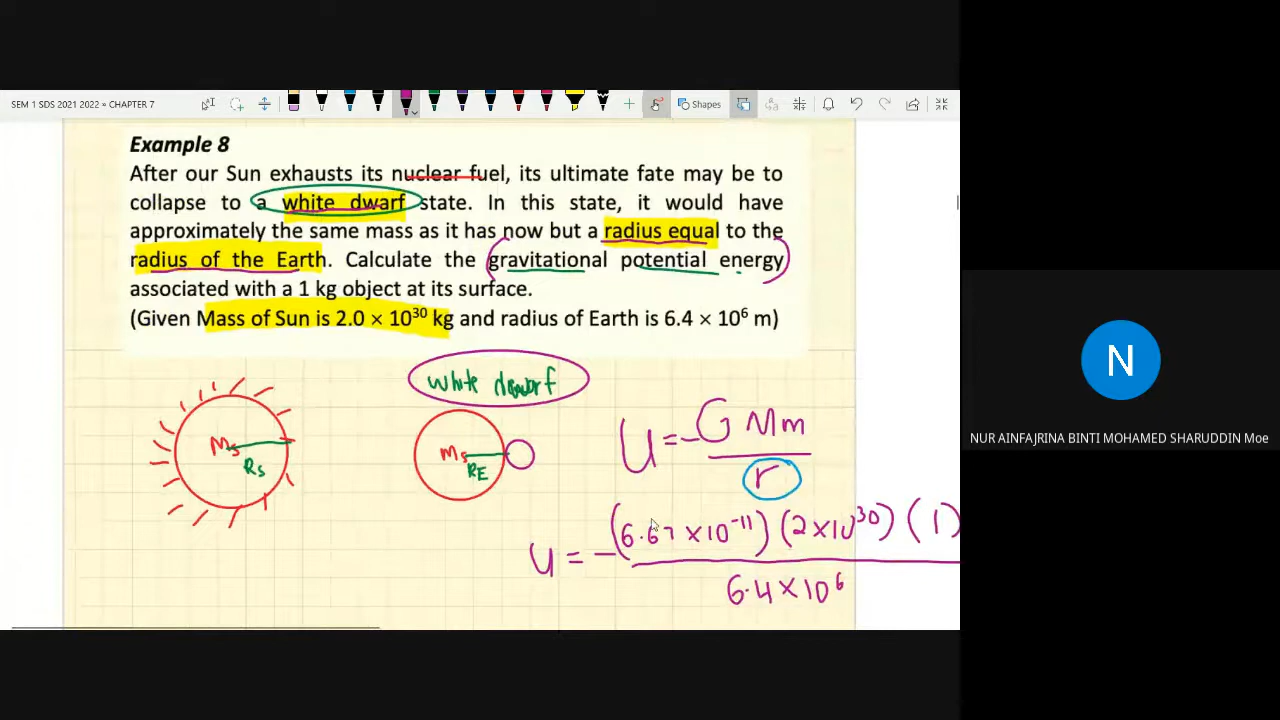 SEM 1 SDS 2021 2022 » CHAPTER 7
Shapes
Example 8
After our Sun exhausts its nuclear fuel, its ultimate fate may be to
collapse to a white dwarf state. In this state, it would have
approximately the same mass as it has now but a radius equal to the
radius of the Earth. Calculate the gravitational potential energy
associated with a 1 kg object at its surface.
(Given Mass of Sun is 2.0 × 10³⁰ kg and radius of Earth is 6.4 × 10⁶ m)
white dwarf
Ms
Rs
Ms
RE
U = - G Mm
r
U = - (6.67 × 10⁻¹¹) (2 × 10³⁰) (1)
6.4 × 10⁶
N
NUR AINFAJRINA BINTI MOHAMED SHARUDDIN Moe